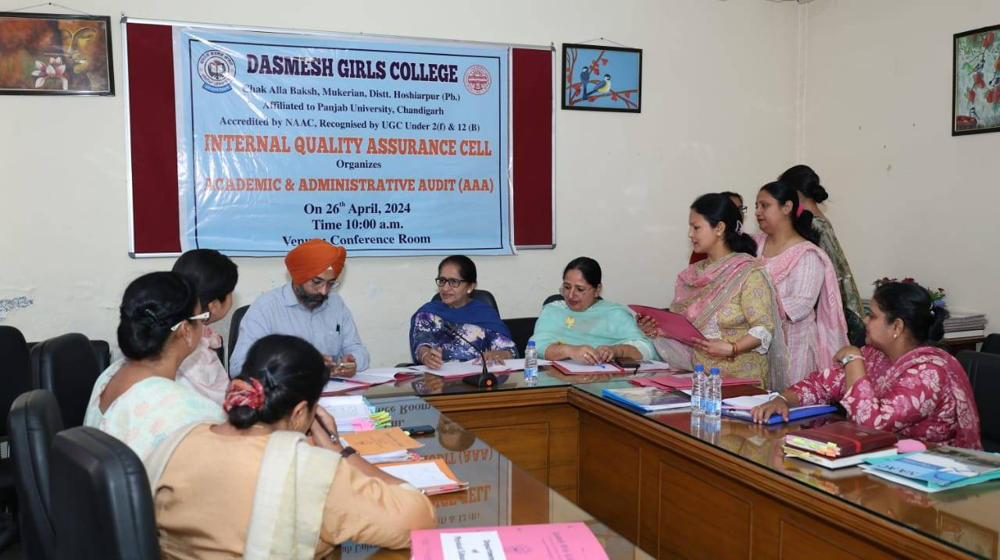 DASMESH GIRLS COLLEGE
Chak Alla Baksh, Mukerian, Distt. Hoshiarpur (Pb.)
Affiliated to Panjab University, Chandigarh
Accredited by NAAC, Recognised by UGC Under 2(f) & 12 (B)
INTERNAL QUALITY ASSURANCE CELL
Organizes
ACADEMIC & ADMINISTRATIVE AUDIT (AAA)
On 26th April, 2024
Time 10:00 a.m.
Venue : Conference Room
NAAC
Department
of